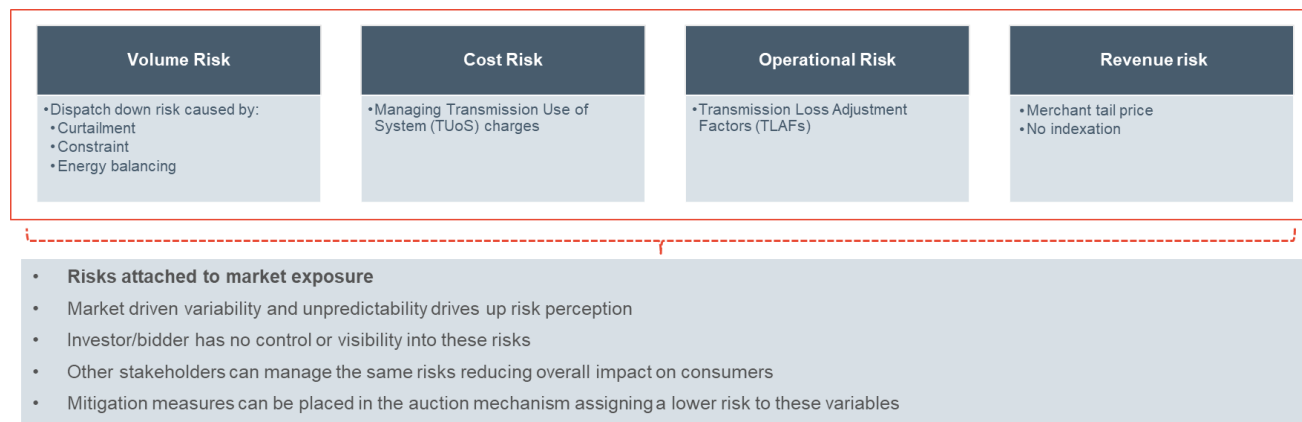 Volume Risk
•Dispatch down risk caused by:
•Curtailment
•Constraint
•Energy balancing
Cost Risk
•Managing Transmission Use of
System (TUoS) charges
Operational Risk
•Transmission Loss Adjustment
Factors (TLAFs)
Revenue risk
•Merchant tail price
•No indexation
• Risks attached to market exposure
• Market driven variability and unpredictability drives up risk perception
• Investor/bidder has no control or visibility into these risks
• Other stakeholders can manage the same risks reducing overall impact on consumers
• Mitigation measures can be placed in the auction mechanism assigning a lower risk to these variables